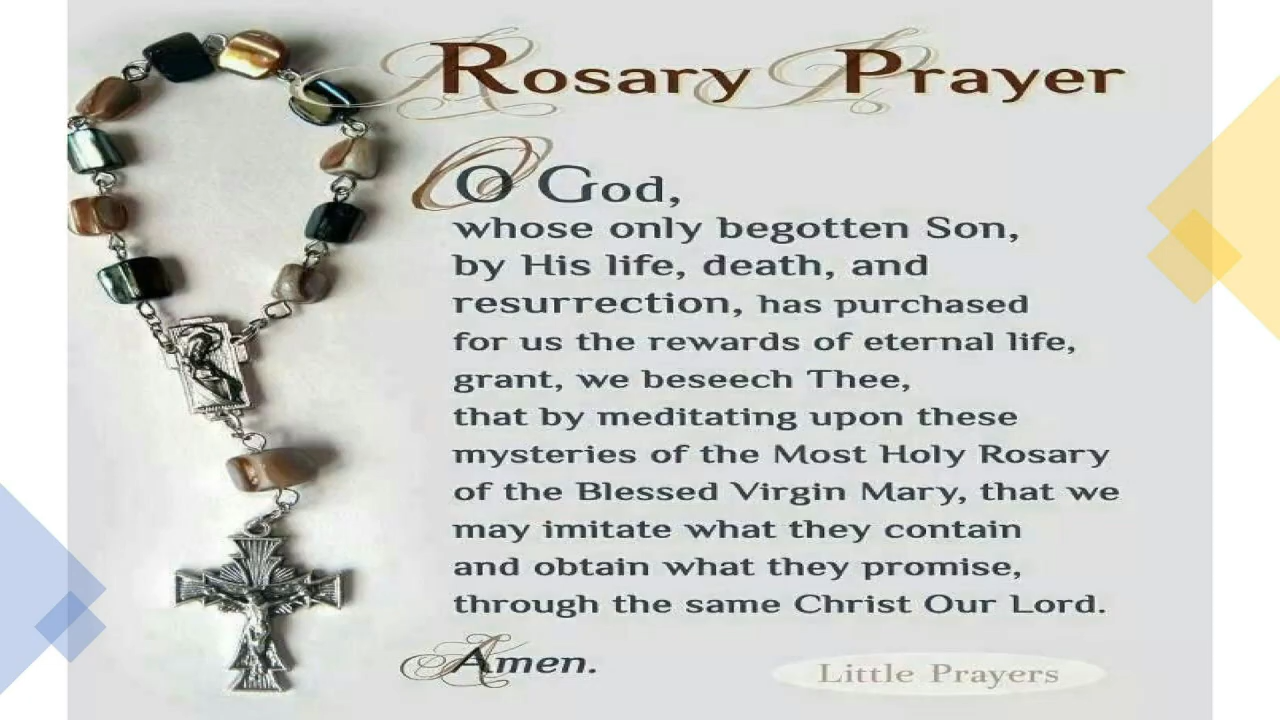 Rosary Prayer
O God,
whose only begotten Son,
by His life, death, and
resurrection, has purchased
for us the rewards of eternal life,
grant, we beseech Thee,
that by meditating upon these
mysteries of the Most Holy Rosary
of the Blessed Virgin Mary, that we
may imitate what they contain
and obtain what they promise,
through the same Christ Our Lord.
Amen.
Little Prayers